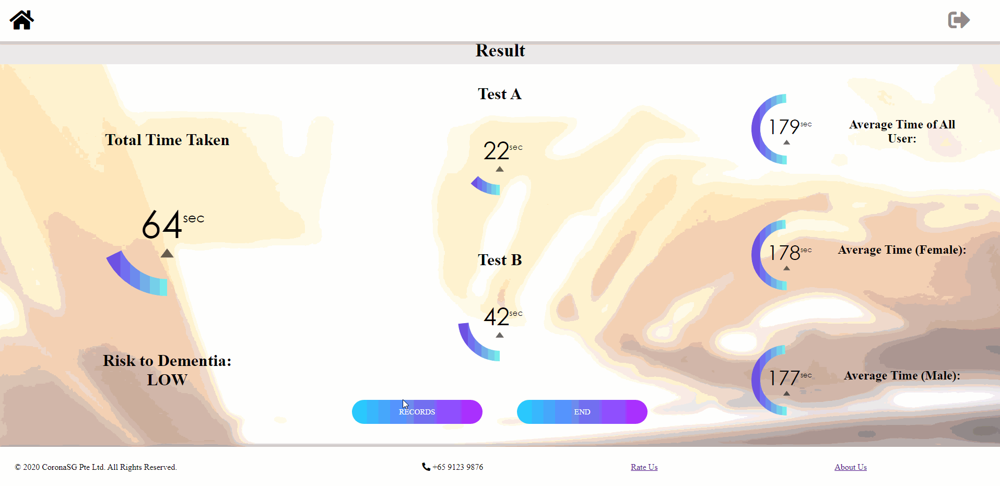 Result
Total Time Taken
64sec
Risk to Dementia:
LOW
Test A
22sec
Test B
42sec
179sec
Average Time of All
User:
178sec
Average Time (Female):
177sec
Average Time (Male):
RECORDS
END
© 2020 CoronaSG Pte Ltd. All Rights Reserved.
+65 9123 9876
Rate Us
About Us